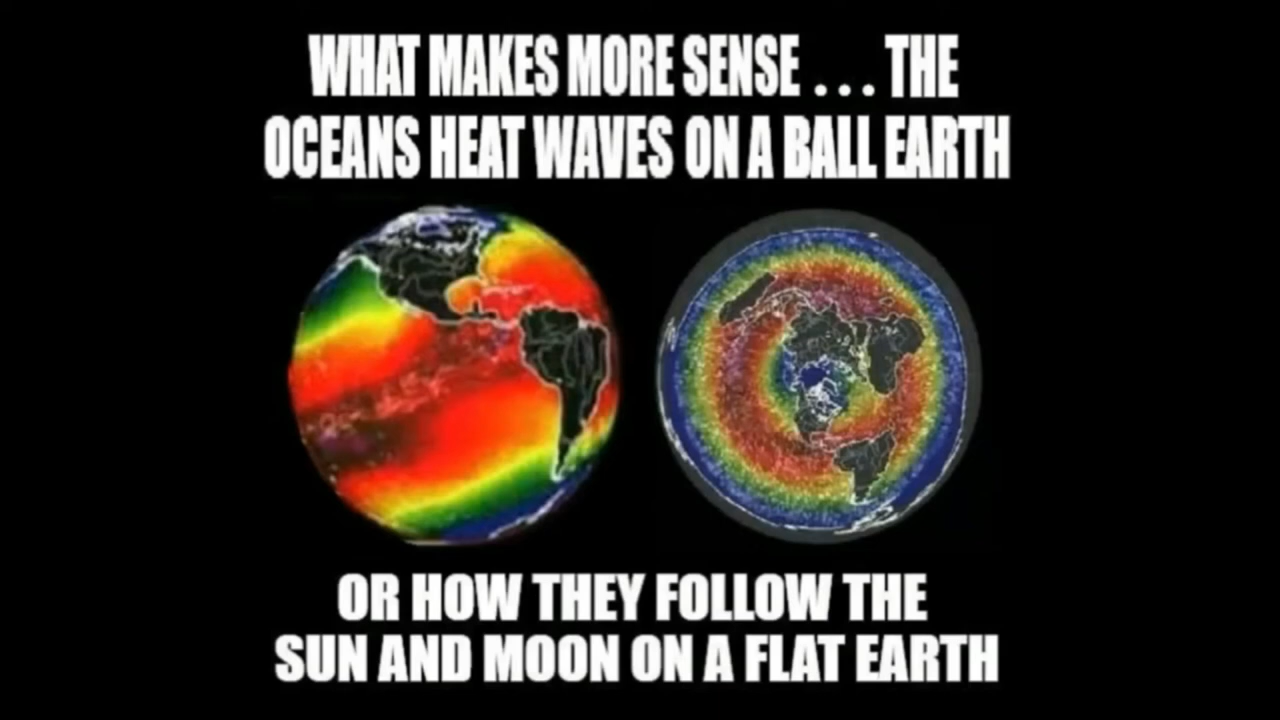 WHAT MAKES MORE SENSE . . . THE
OCEANS HEAT WAVES ON A BALL EARTH
OR HOW THEY FOLLOW THE
SUN AND MOON ON A FLAT EARTH